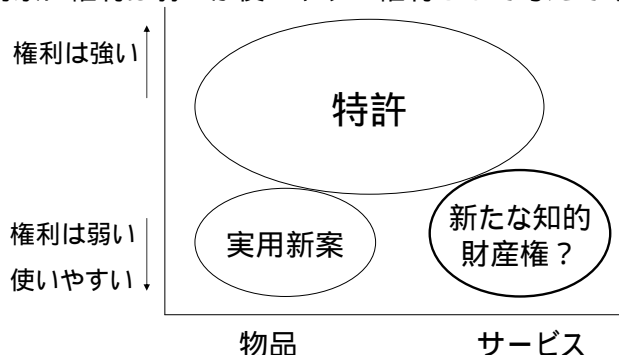 権利は強い
特許
権利は弱い
使いやすい
実用新案
新たな知的
財産権？
物品
サービス